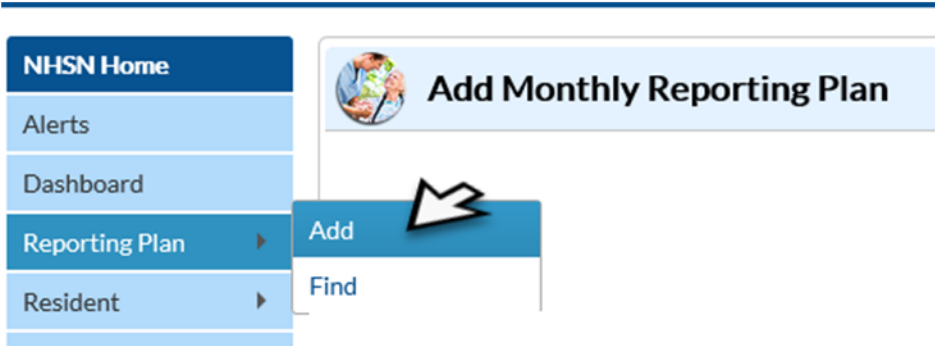 NHSN Home
Alerts
Dashboard
Reporting Plan
Resident
Add Monthly Reporting Plan
Add
Find